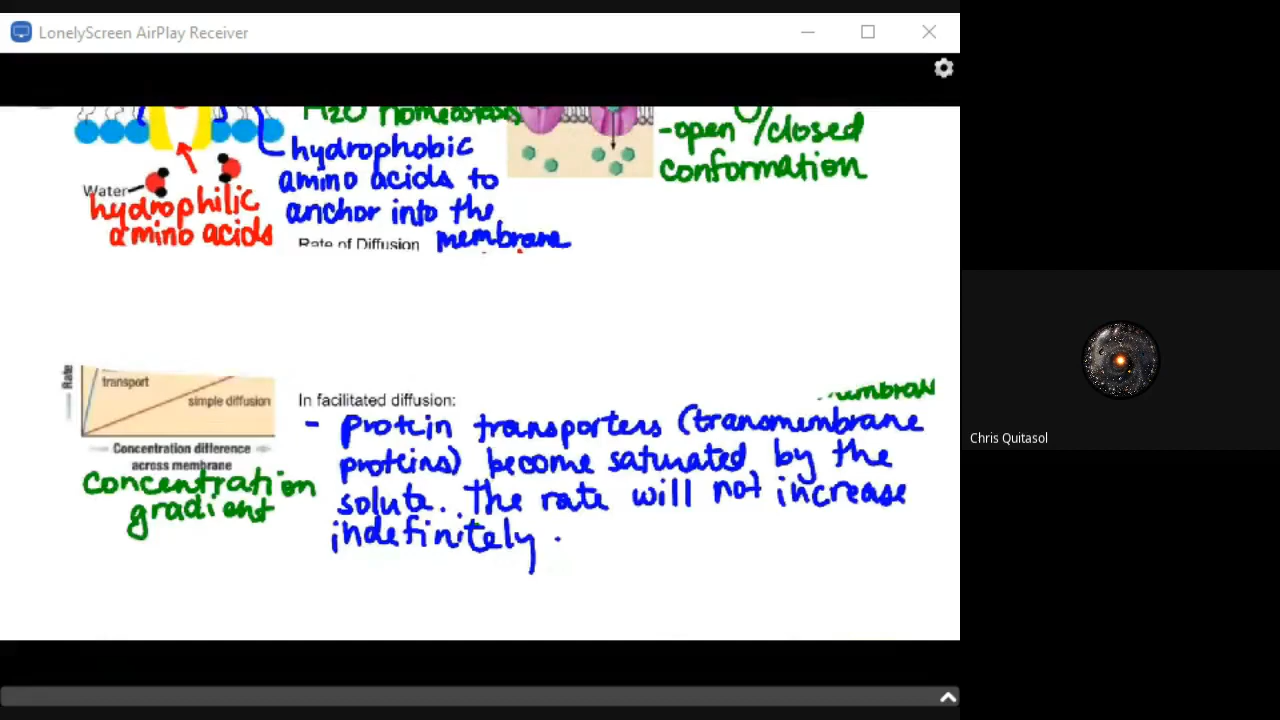 LonelyScreen AirPlay Receiver
H2O homeostasis
-open/closed
conformation
hydrophobic
amino acids to
anchor into the
membrane
Water
hydrophilic
amino acids
Rate of Diffusion
Rate
transport
simple diffusion
Concentration difference
across membrane
concentration
gradient
In facilitated diffusion:
- protein transporters (transmembrane
proteins) become saturated by the
solute. The rate will not increase
indefinitely.
Chris Quitasol